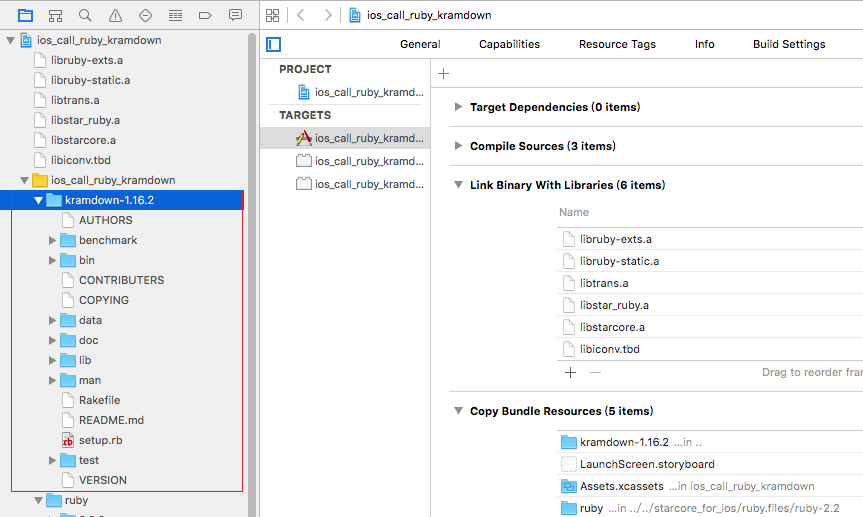 ios_call_ruby_kramdown
libruby-exts.a
libruby-static.a
libtrans.a
libstar_ruby.a
libstarcore.a
libiconv.tbd
ios_call_ruby_kramdown
kramdown-1.16.2
AUTHORS
benchmark
bin
CONTRIBUTERS
COPYING
data
doc
lib
man
Rakefile
README.md
rb setup.rb
test
VERSION
ruby
ios_call_ruby_kramdown
General Capabilities Resource Tags Info Build Settings
PROJECT
ios_call_ruby_kramd...
TARGETS
ios_call_ruby_kramd...
ios_call_ruby_kramd...
ios_call_ruby_kramd...
Target Dependencies (0 items)
Compile Sources (3 items)
Link Binary With Libraries (6 items)
Name
libruby-exts.a
libruby-static.a
libtrans.a
libstar_ruby.a
libstarcore.a
libiconv.tbd
Drag to reorder fra
Copy Bundle Resources (5 items)
kramdown-1.16.2 ...in ..
LaunchScreen.storyboard
Assets.xcassets ...in ios_call_ruby_kramdown
ruby ...in ../../starcore_for_ios/ruby.files/ruby-2.2